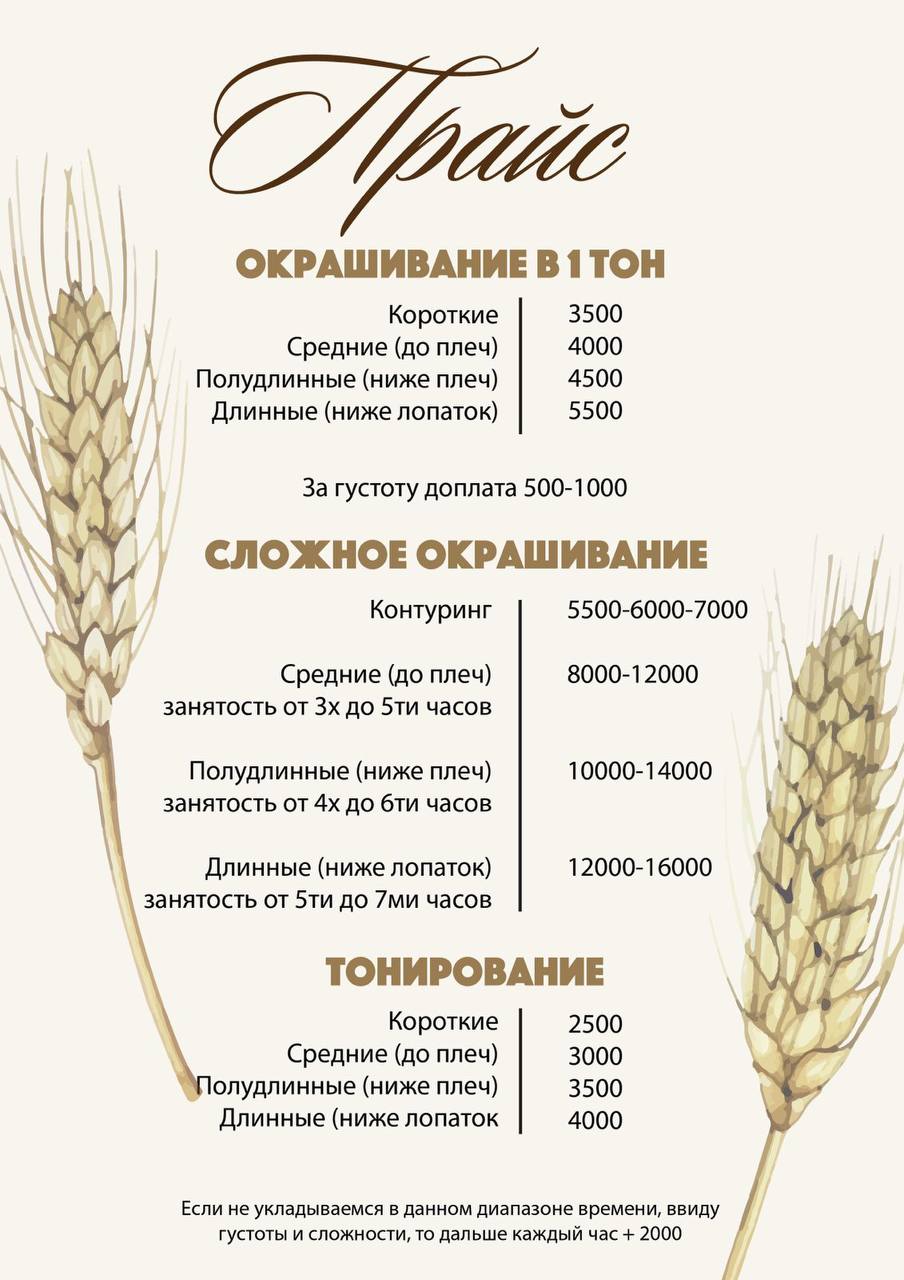 Прайс
ОКРАШИВАНИЕ В 1 ТОН
Короткие 3500
Средние (до плеч) 4000
Полудлинные (ниже плеч) 4500
Длинные (ниже лопаток) 5500
За густоту доплата 500-1000
СЛОЖНОЕ ОКРАШИВАНИЕ
Контуринг 5500-6000-7000
Средние (до плеч) 8000-12000
занятость от 3х до 5ти часов
Полудлинные (ниже плеч) 10000-14000
занятость от 4х до 6ти часов
Длинные (ниже лопаток) 12000-16000
занятость от 5ти до 7ми часов
ТОНИРОВАНИЕ
Короткие 2500
Средние (до плеч) 3000
Полудлинные (ниже плеч) 3500
Длинные (ниже лопаток 4000
Если не укладываемся в данном диапазоне времени, ввиду
густоты и сложности, то дальше каждый час + 2000